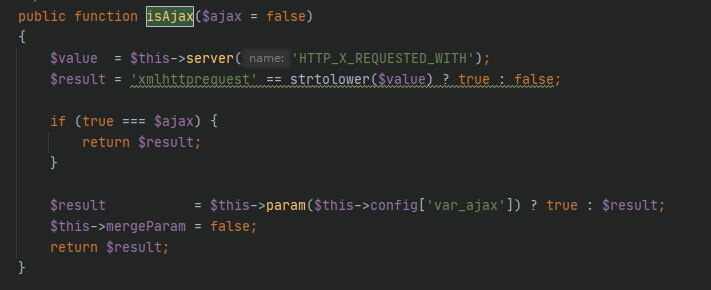 public function isAjax($ajax = false)
{
$value  = $this->server( name: 'HTTP_X_REQUESTED_WITH');
$result = 'xmlhttprequest' == strtolower($value) ? true : false;
if (true === $ajax) {
return $result;
}
$result           = $this->param($this->config['var_ajax']) ? true : $result;
$this->mergeParam = false;
return $result;
}